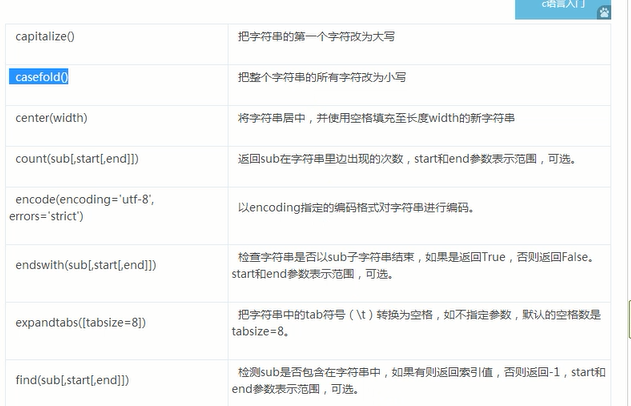 c语言入门
capitalize()
把字符串的第一个字符改为大写
casefold()
把整个字符串的所有字符改为小写
center(width)
将字符串居中，并使用空格填充至长度width的新字符串
count(sub[,start[,end]])
返回sub在字符串里边出现的次数，start和end参数表示范围，可选。
encode(encoding='utf-8',
errors='strict')
以encoding指定的编码格式对字符串进行编码。
endswith(sub[,start[,end]])
检查字符串是否以sub子字符串结束，如果是返回True，否则返回False。
start和end参数表示范围，可选。
expandtabs([tabsize=8])
把字符串中的tab符号（\t）转换为空格，如不指定参数，默认的空格数是
tabsize=8。
find(sub[,start[,end]])
检测sub是否包含在字符串中，如果有则返回索引值，否则返回-1，start和
end参数表示范围，可选。